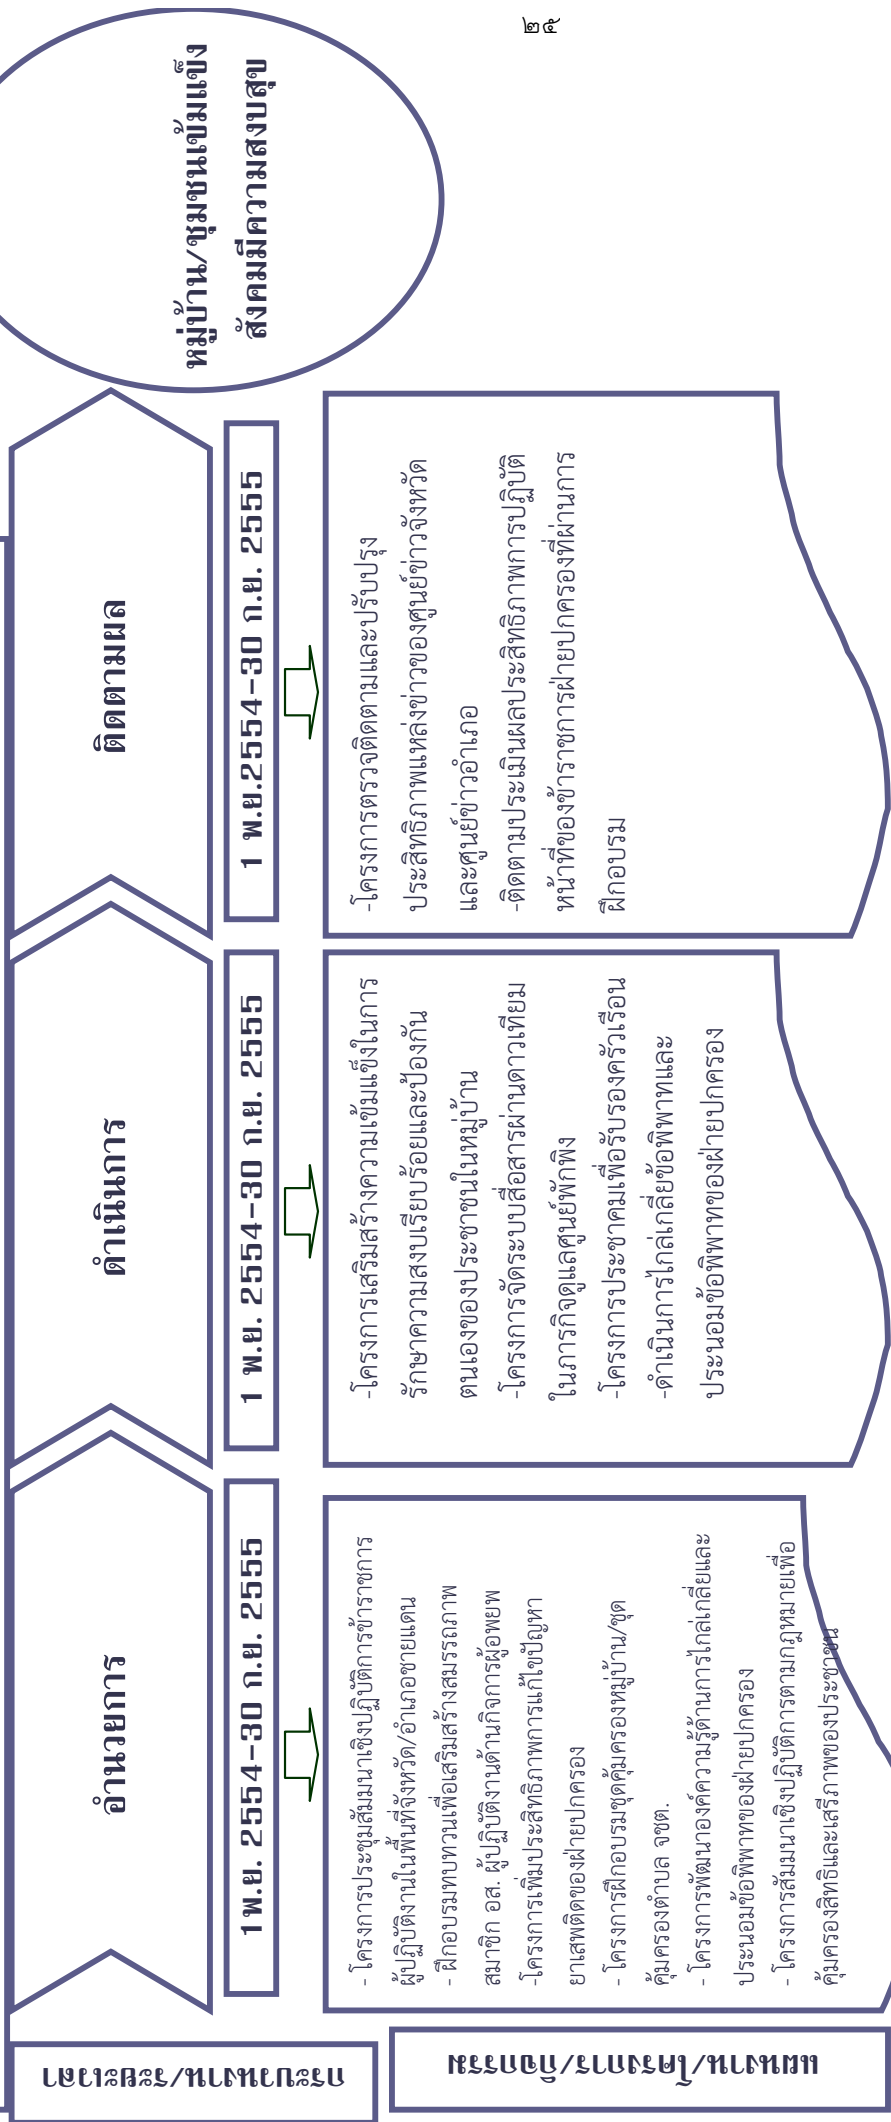 ๒๕
กระบวนงาน/ระยะเวลา
อำนวยการ
1พ.ย. 2554-30 ก.ย. 2555
ดำเนินการ
1 พ.ย. 2554-30 ก.ย. 2555
ติดตามผล
1 พ.ย.2554-30 ก.ย. 2555
หมู่บ้าน/ชุมชนเข้มแข็ง
สังคมมีความสงบสุข
แผนงาน/โครงการ/กิจกรรม
- โครงการประชุมสัมมนาเชิงปฏิบัติการข้าราชการ
ผู้ปฏิบัติงานในพื้นที่จังหวัด/อำเภอชายแดน
- ฝึกอบรมทบทวนเพื่อเสริมสร้างสมรรถภาพ
สมาชิก อส. ผู้ปฏิบัติงานด้านกิจการผู้อพยพ
-โครงการเพิ่มประสิทธิภาพการแก้ไขปัญหา
ยาเสพติดของฝ่ายปกครอง
- โครงการฝึกอบรมชุดคุ้มครองหมู่บ้าน/ชุด
คุ้มครองตำบล จชต.
- โครงการพัฒนาองค์ความรู้ด้านการไกล่เกลี่ยและ
ประนอมข้อพิพาทของฝ่ายปกครอง
- โครงการสัมมนาเชิงปฏิบัติการตามกฎหมายเพื่อ
คุ้มครองสิทธิและเสรีภาพของประชาชน
-โครงการเสริมสร้างความเข้มแข็งในการ
รักษาความสงบเรียบร้อยและป้องกัน
ตนเองของประชาชนในหมู่บ้าน
-โครงการจัดระบบสื่อสารผ่านดาวเทียม
ในภารกิจดูแลศูนย์พักพิง
-โครงการประชาคมเพื่อรับรองครัวเรือน
-ดำเนินการไกล่เกลี่ยข้อพิพาทและ
ประนอมข้อพิพาทของฝ่ายปกครอง
-โครงการตรวจติดตามและปรับปรุง
ประสิทธิภาพแหล่งข่าวของศูนย์ข่าวจังหวัด
และศูนย์ข่าวอำเภอ
-ติดตามประเมินผลประสิทธิภาพการปฏิบัติ
หน้าที่ของข้าราชการฝ่ายปกครองที่ผ่านการ
ฝึกอบรม